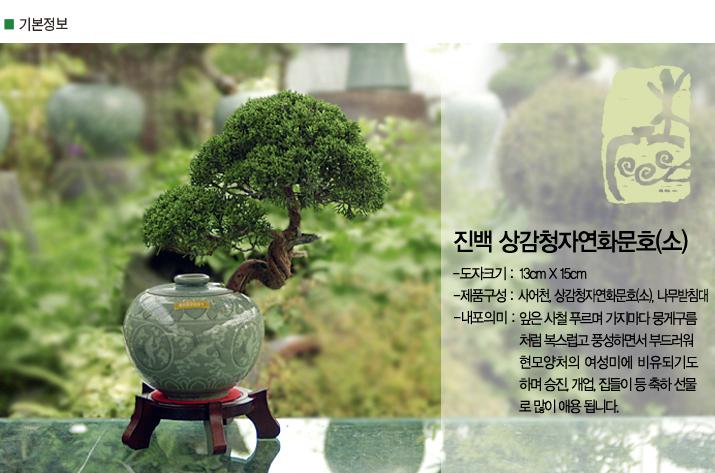 기본정보
진백 상감청자연화문호(소)
-도자크기 : 13cm X 15cm
-제품구성 : 사어천, 상감청자연화문호(소), 나무받침대
-내포의미 : 잎은 사철 푸르며 가지마다 뭉게구름
처럼 복스럽고 풍성하면서 부드러워
현모양처의 여성미에 비유되기도
하며 승진, 개업, 집들이 등 축하 선물
로 많이 애용 됩니다.